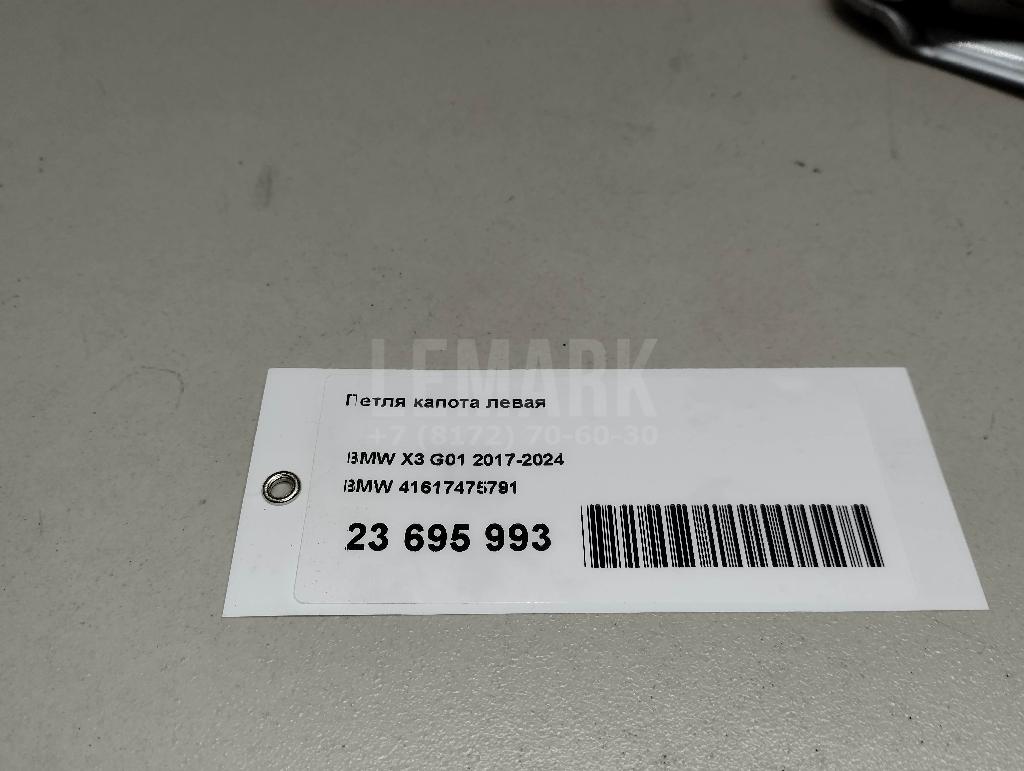 LEMARK
+7 (8172) 70-60-30
Петля капота левая
BMW X3 G01 2017-2024
BMW 41617475791
23 695 993